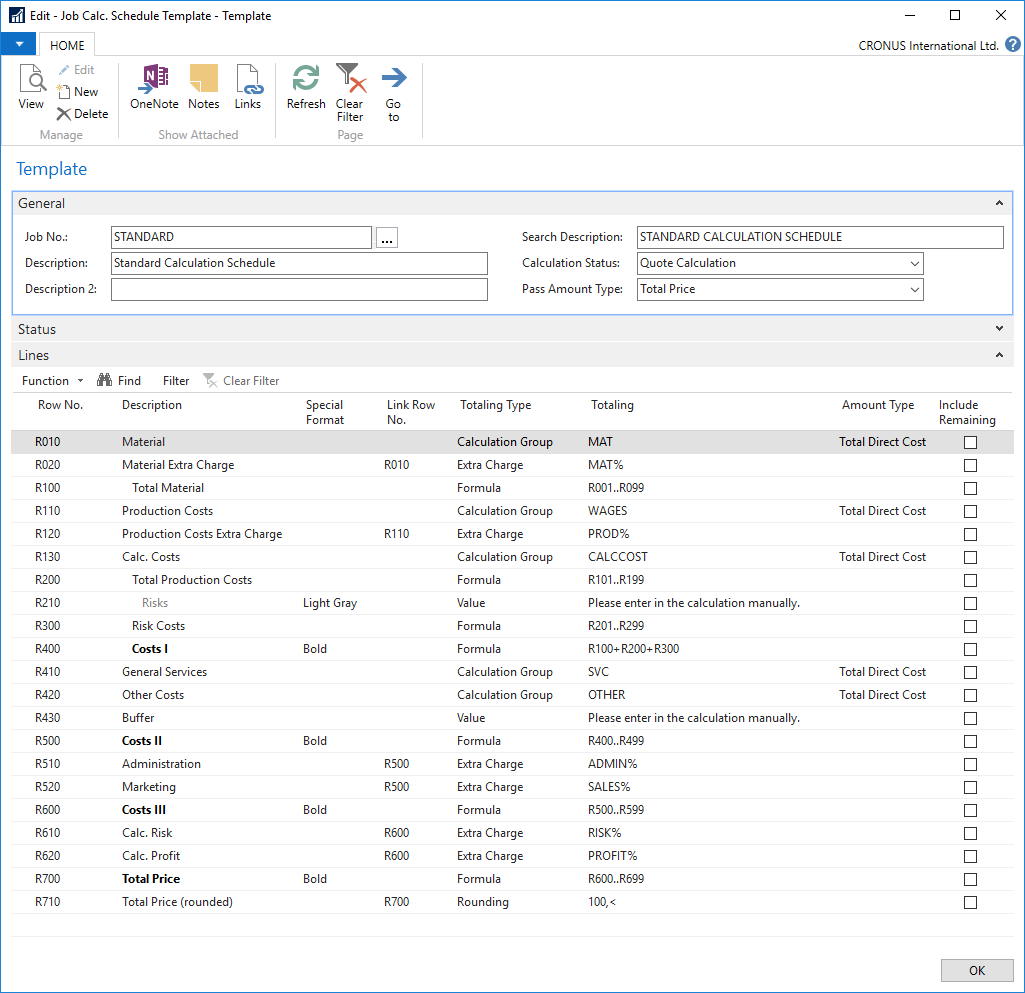 Edit - Job Calc. Schedule Template - Template
HOME
CRONUS International Ltd.
View
Edit
New
Delete
Manage
OneNote
Notes
Links
Show Attached
Refresh
Clear
Filter
Go
to
Page
Template
General
Job No.: STANDARD ...
Description: Standard Calculation Schedule
Description 2:
Search Description: STANDARD CALCULATION SCHEDULE
Calculation Status: Quote Calculation
Pass Amount Type: Total Price
Status
Lines
Function Find Filter Clear Filter
Row No. Description Special Format Link Row No. Totaling Type Totaling Amount Type Include Remaining
R010 Material Calculation Group MAT Total Direct Cost
R020 Material Extra Charge R010 Extra Charge MAT%
R100 Total Material Formula R001..R099
R110 Production Costs Calculation Group WAGES Total Direct Cost
R120 Production Costs Extra Charge R110 Extra Charge PROD%
R130 Calc. Costs Calculation Group CALCCOST Total Direct Cost
R200 Total Production Costs Formula R101..R199
R210 Risks Light Gray Value Please enter in the calculation manually.
R300 Risk Costs Formula R201..R299
R400 Costs I Bold Formula R100+R200+R300
R410 General Services Calculation Group SVC Total Direct Cost
R420 Other Costs Calculation Group OTHER Total Direct Cost
R430 Buffer Value Please enter in the calculation manually.
R500 Costs II Bold Formula R400..R499
R510 Administration R500 Extra Charge ADMIN%
R520 Marketing R500 Extra Charge SALES%
R600 Costs III Bold Formula R500..R599
R610 Calc. Risk R600 Extra Charge RISK%
R620 Calc. Profit R600 Extra Charge PROFIT%
R700 Total Price Bold Formula R600..R699
R710 Total Price (rounded) R700 Rounding 100,<
OK